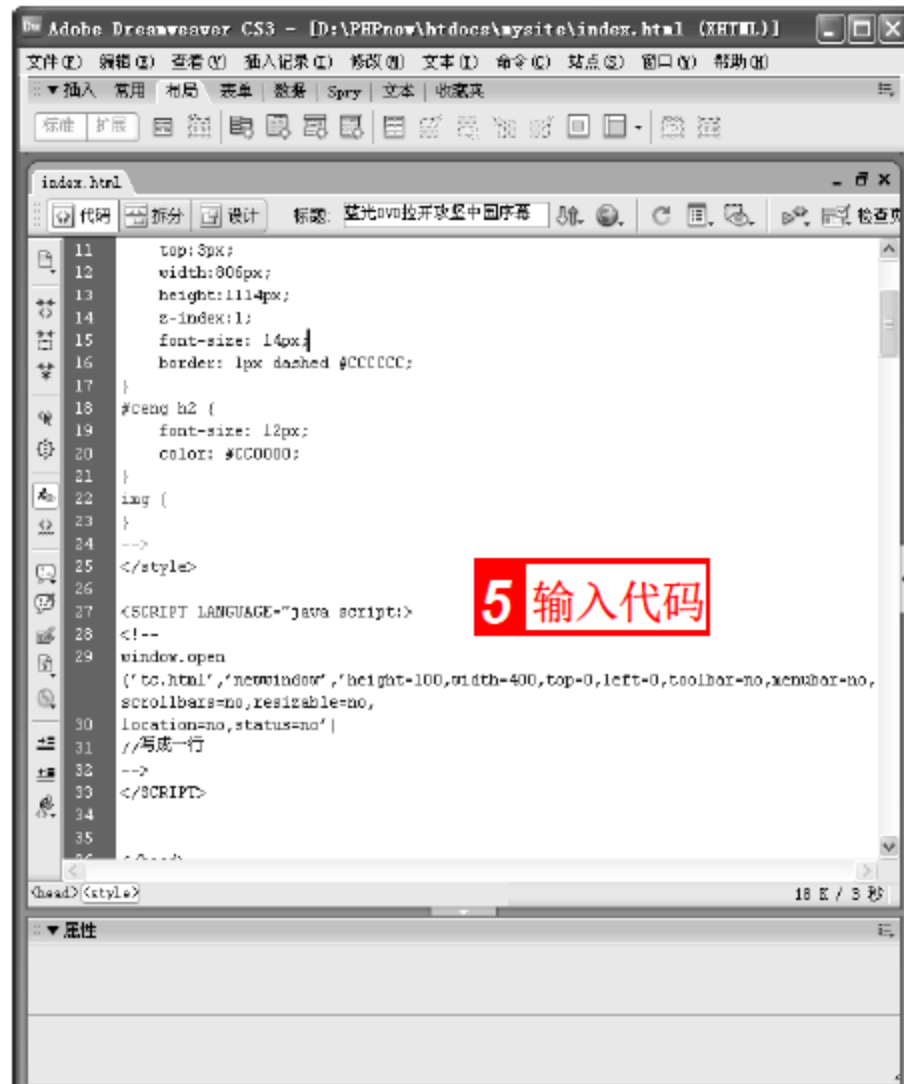 Adobe Dreamweaver CS3 - [D:\PHPnow\htdocs\mysite\index.html (XHTML)]
文件(F) 编辑(E) 查看(V) 插入记录(I) 修改(M) 文本(T) 命令(C) 站点(S) 窗口(W) 帮助(H)
▼插入 常用 布局 表单 数据 Spry 文本 收藏夹
标准 扩展
index.html
代码 拆分 设计 标题: 蓝光DVD拉开攻坚中国序幕 检查页
11 top:3px;
12 width:806px;
13 height:1114px;
14 z-index:1;
15 font-size: 14px;
16 border: 1px dashed #CCCCCC;
17 }
18 #ceng h2 {
19 font-size: 12px;
20 color: #CC0000;
21 }
22 img {
23 }
24 -->
25 </style>
26
27 <SCRIPT LANGUAGE="java script:>
28 <!--
29 window.open
('tc.html','newwindow','height=100,width=400,top=0,left=0,toolbar=no,menubar=no,
scrollbars=no,resizable=no,
30 location=no,status=no'|
31 //写成一行
32 -->
33 </SCRIPT>
34
35
5 输入代码
<head> <style> 18 K / 3 秒
▼属性